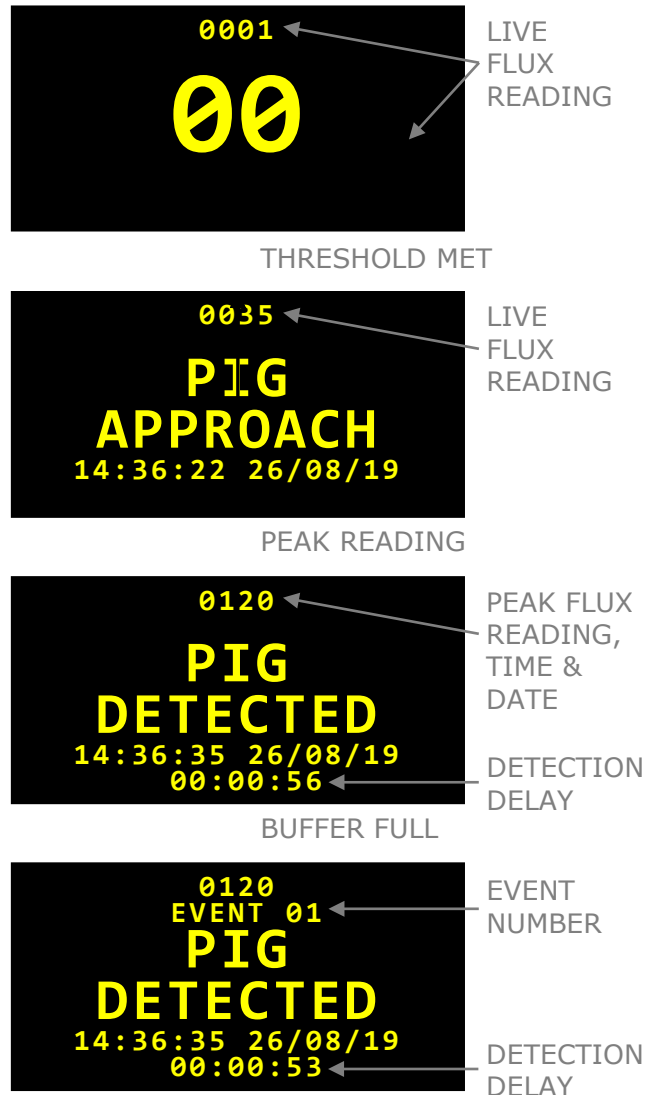 0001
LIVE
FLUX
READING
00
THRESHOLD MET
0035
LIVE
FLUX
READING
PIG
APPROACH
14:36:22 26/08/19
PEAK READING
0120
PEAK FLUX
READING,
TIME &
DATE
PIG
DETECTED
14:36:35 26/08/19
00:00:56
DETECTION
DELAY
BUFFER FULL
0120
EVENT 01
EVENT
NUMBER
PIG
DETECTED
14:36:35 26/08/19
00:00:53
DETECTION
DELAY